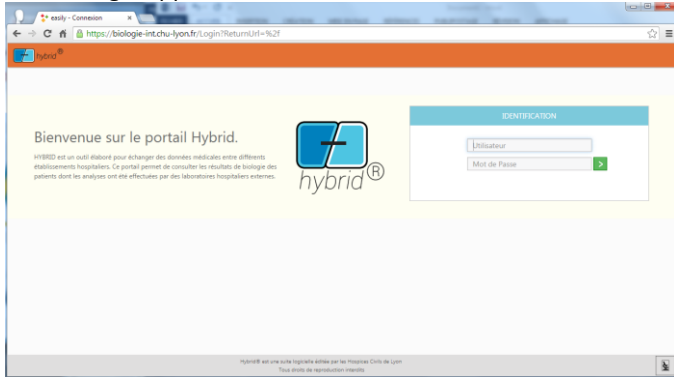 easily - Connexion
https://biologie-int.chu-lyon.fr/Login?ReturnUrl=%2f
hybrid®
IDENTIFICATION
Bienvenue sur le portail Hybrid.
HYBRID est un outil élaboré pour échanger des données médicales entre différents
établissements hospitaliers. Ce portail permet de consulter les résultats de biologie des
patients dont les analyses ont été effectuées par des laboratoires hospitaliers externes.
hybrid®
Utilisateur
Mot de Passe
Hybrid® est une suite logicielle éditée par les Hospices Civils de Lyon
Tous droits de reproduction interdits